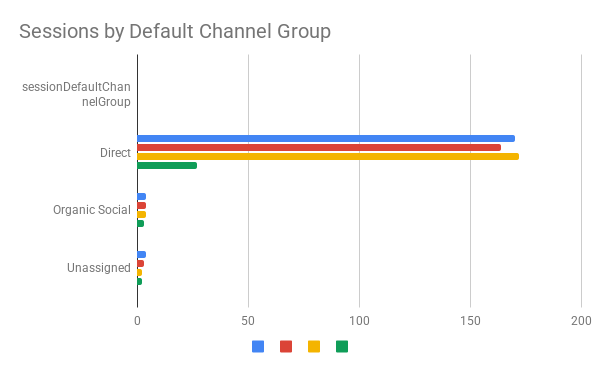 Sessions by Default Channel Group
sessionDefaultChan
nelGroup
Direct
Organic Social
Unassigned
0 50 100 150 200